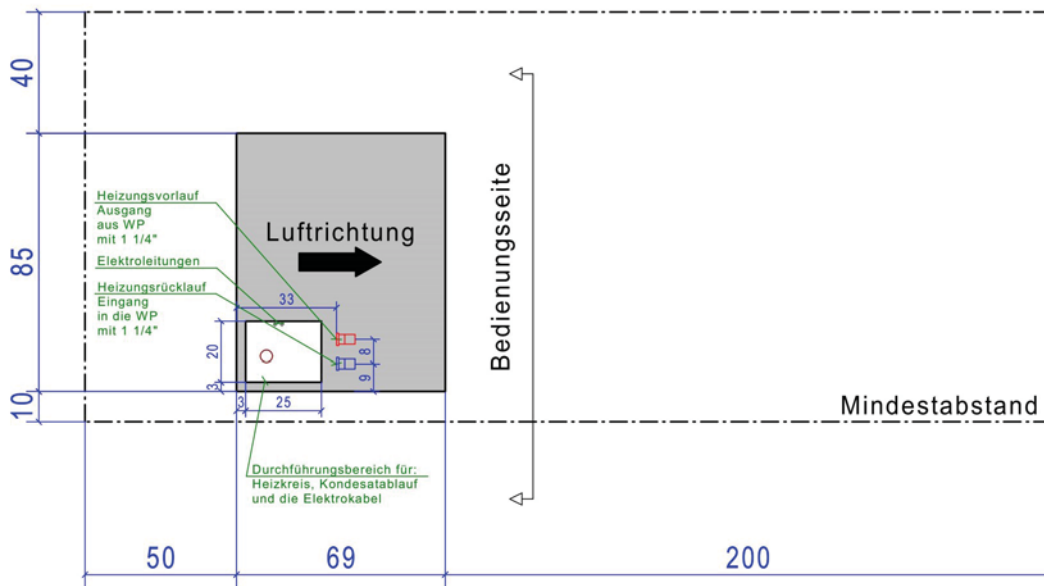 40
Heizungsvorlauf
Ausgang
aus WP
mit 1 1/4"
Luftrichtung
85
Elektroleitungen
Heizungsrücklauf
Eingang
in die WP
mit 1 1/4"
33
Bedienungsseite
20
8
9
3
3
25
10
Mindestabstand
Durchführungsbereich für:
Heizkreis, Kondesatablauf
und die Elektrokabel
50
69
200